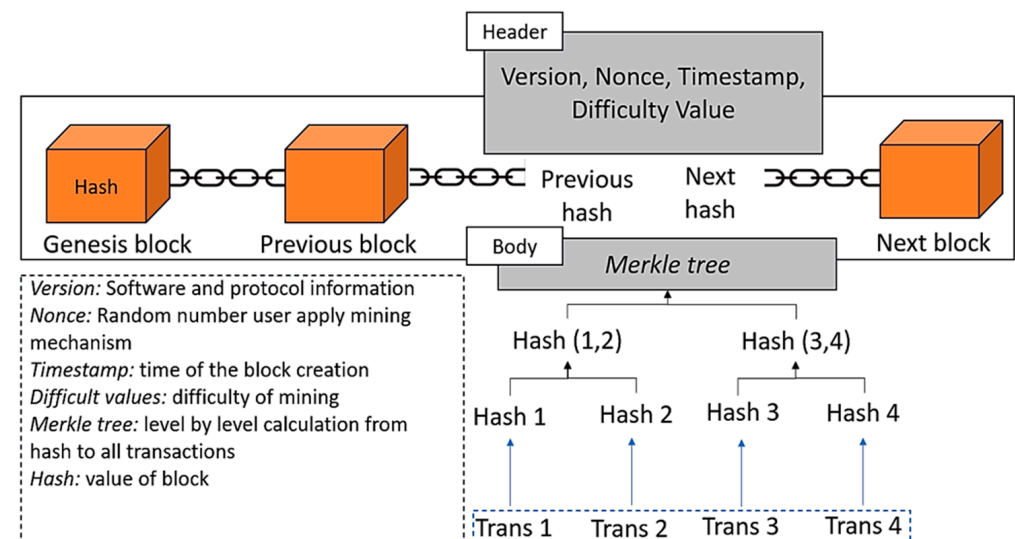 Header
Version, Nonce, Timestamp,
Difficulty Value
Hash
Previous
hash
Next
hash
Genesis block
Previous block
Next block
Body
Merkle tree
Version: Software and protocol information
Nonce: Random number user apply mining
mechanism
Timestamp: time of the block creation
Difficult values: difficulty of mining
Merkle tree: level by level calculation from
hash to all transactions
Hash: value of block
Hash (1,2)
Hash (3,4)
Hash 1
Hash 2
Hash 3
Hash 4
Trans 1
Trans 2
Trans 3
Trans 4